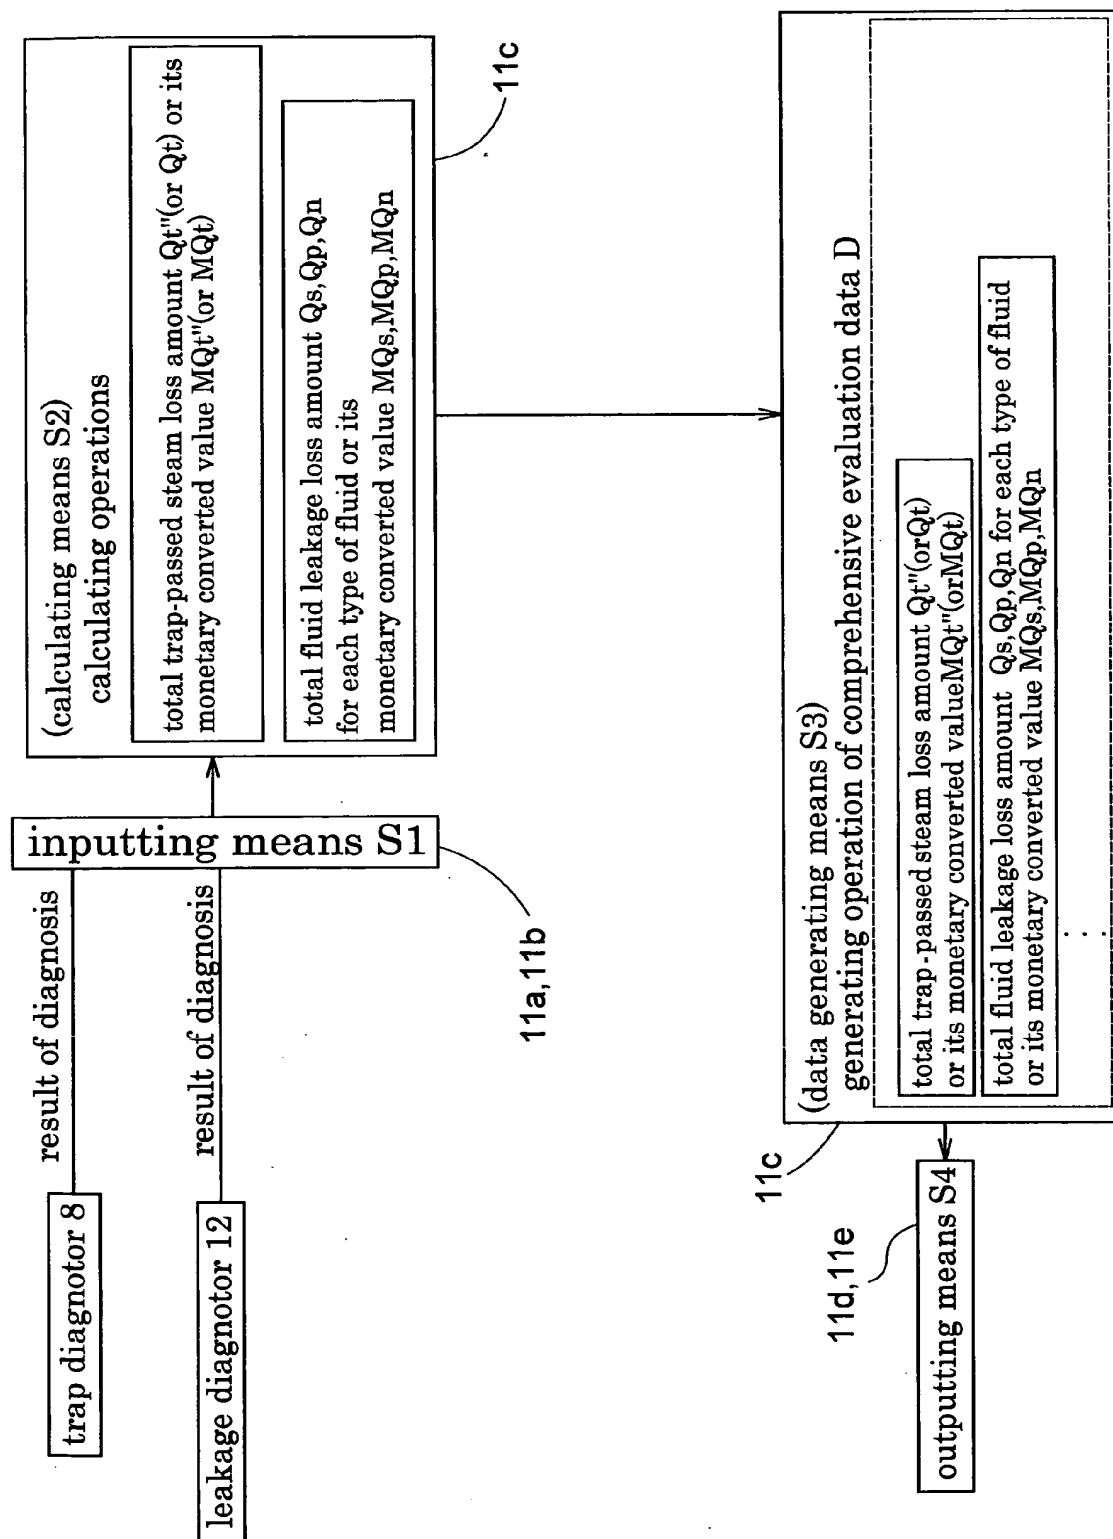 trap diagnotor 8
result of diagnosis
leakage diagnotor 12
result of diagnosis
inputting means S1
11a,11b
(calculating means S2)
calculating operations
total trap-passed steam loss amount Qt"(or Qt) or its
monetary converted value MQt"(or MQt)
total fluid leakage loss amount Qs,Qp,Qn
for each type of fluid or its
monetary converted value MQs,MQp,MQn
11c
(data generating means S3)
generating operation of comprehensive evaluation data D
total trap-passed steam loss amount Qt"(orQt)
or its monetary converted valueMQt"(orMQt)
total fluid leakage loss amount Qs,Qp,Qn for each type of fluid
or its monetary converted value MQs,MQp,MQn
. . .
11c
outputting means S4
11d,11e